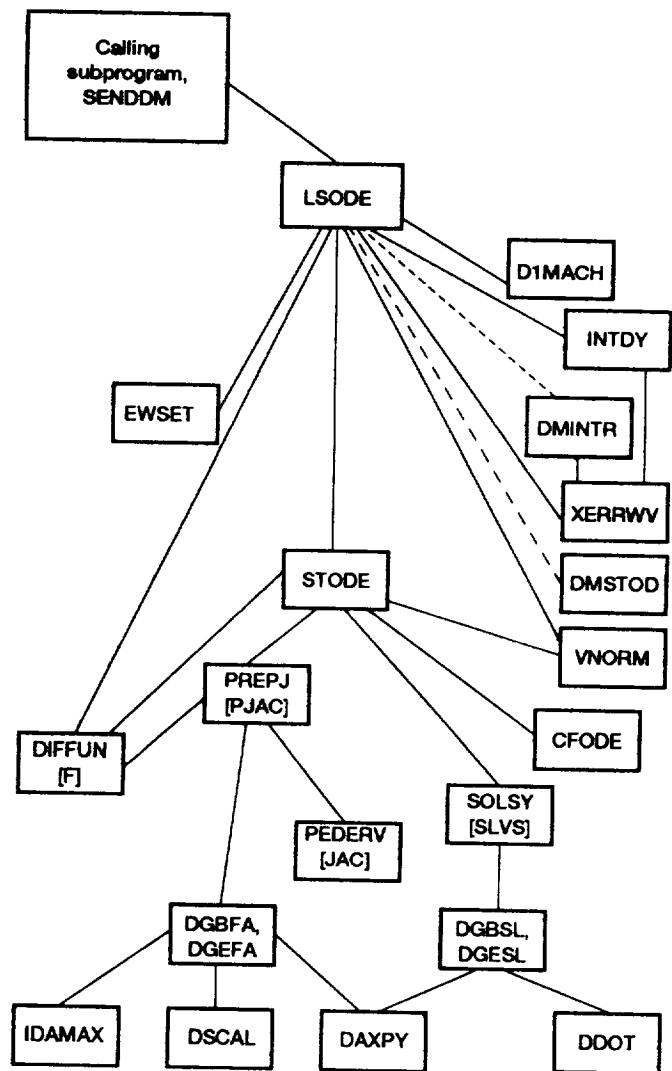 Calling
subprogram,
SENDDM
LSODE
D1MACH
INTDY
EWSET
DMINTR
XERRWV
STODE
DMSTOD
VNORM
PREPJ
[PJAC]
DIFFUN
[F]
CFODE
SOLSY
[SLVS]
PEDERV
[JAC]
DGBFA,
DGEFA
DGBSL,
DGESL
IDAMAX
DSCAL
DAXPY
DDOT